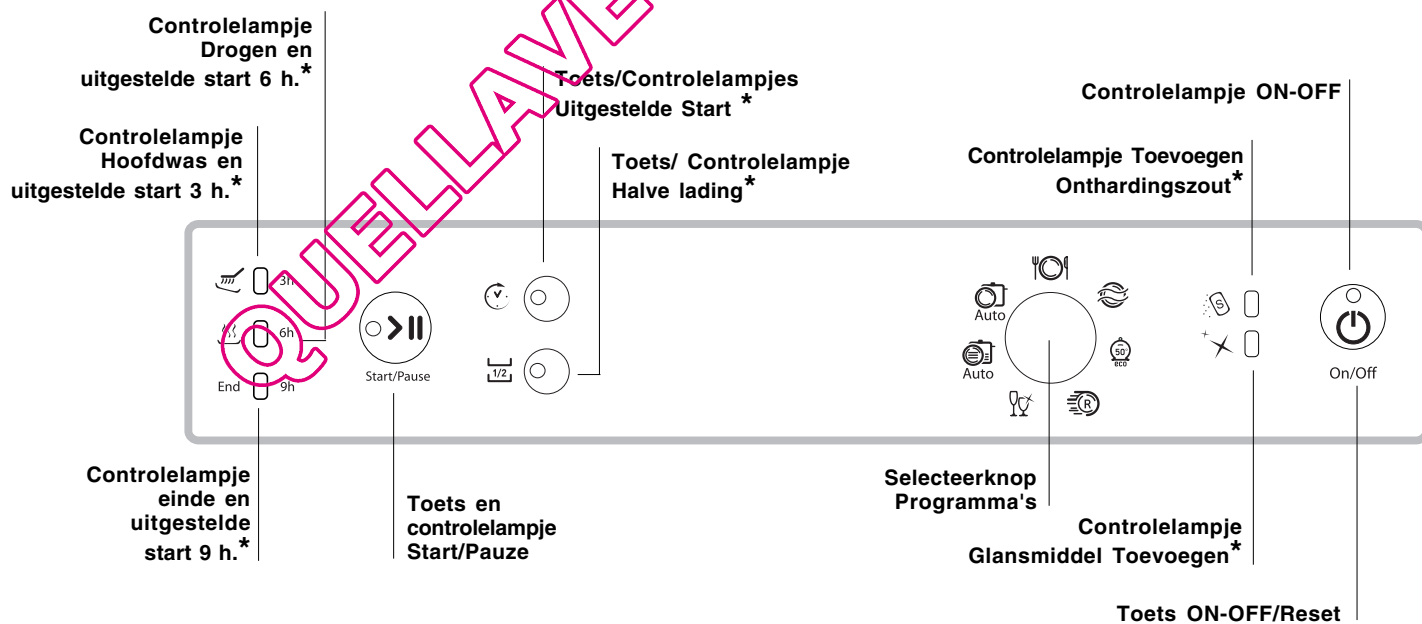 Controlelampje
Drogen en
uitgestelde start 6 h.*
Controlelampje
Hoofdwas en
uitgestelde start 3 h.*
Toets/Controlelampjes
Uitgestelde Start *
Toets/ Controlelampje
Halve lading*
Controlelampje ON-OFF
Controlelampje Toevoegen
Onthardingszout*
QUELLAVE
3h
6h
End 9h
Start/Pause
1/2
Auto
Auto
50°
eco
R
S
On/Off
Controlelampje
einde en
uitgestelde
start 9 h.*
Toets en
controlelampje
Start/Pauze
Selecteerknop
Programma's
Controlelampje
Glansmiddel Toevoegen*
Toets ON-OFF/Reset